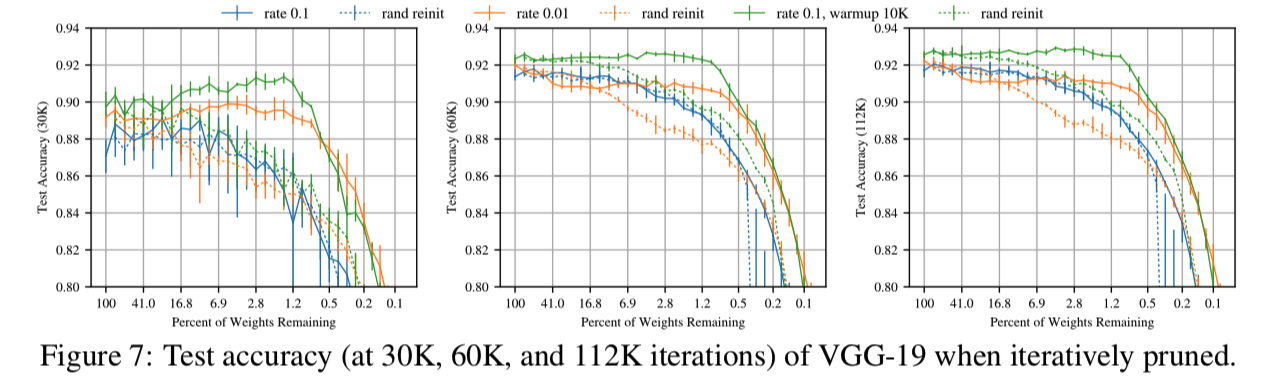 rate 0.1 rand reinit rate 0.01 rand reinit rate 0.1, warmup 10K rand reinit
0.94
0.92
0.90
0.88
0.86
0.84
0.82
0.80
Test Accuracy (30K)
100 41.0 16.8 6.9 2.8 1.2 0.5 0.2 0.1
Percent of Weights Remaining
0.94
0.92
0.90
0.88
0.86
0.84
0.82
0.80
Test Accuracy (60K)
100 41.0 16.8 6.9 2.8 1.2 0.5 0.2 0.1
Percent of Weights Remaining
0.94
0.92
0.90
0.88
0.86
0.84
0.82
0.80
Test Accuracy (112K)
100 41.0 16.8 6.9 2.8 1.2 0.5 0.2 0.1
Percent of Weights Remaining
Figure 7: Test accuracy (at 30K, 60K, and 112K iterations) of VGG-19 when iteratively pruned.